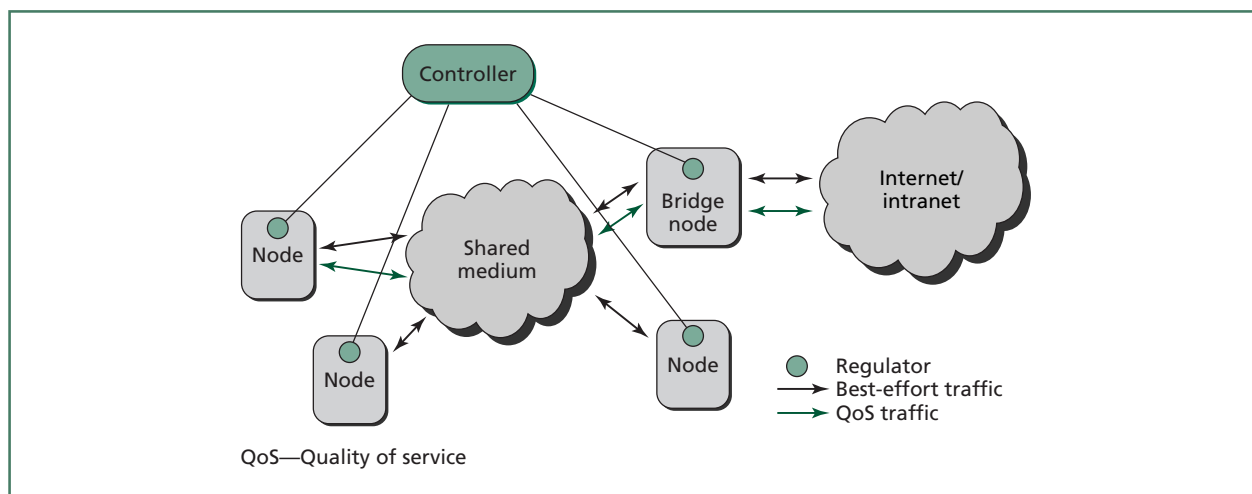 Controller
Internet/
intranet
Bridge
node
Node
Shared
medium
Node
Node
Regulator
Best-effort traffic
QoS traffic
QoS—Quality of service